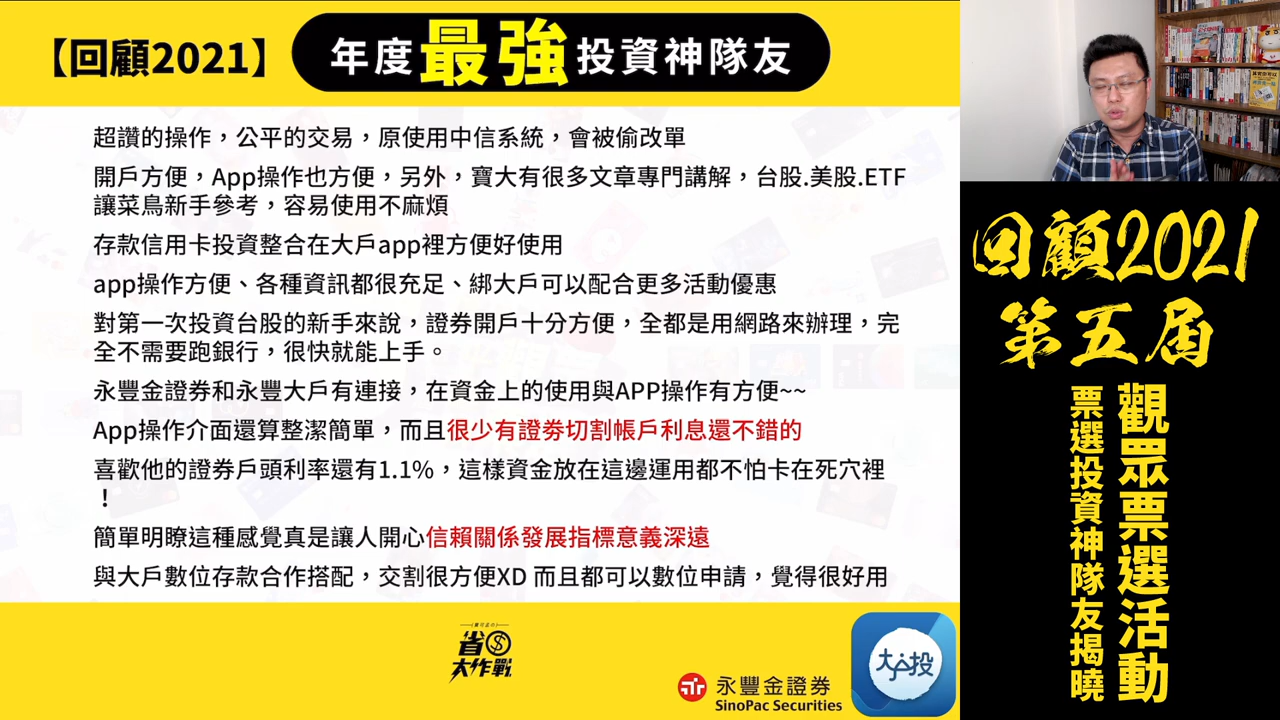 【回顧2021】
年度最強投資神隊友
超讚的操作，公平的交易，原使用中信系統，會被偷改單
開戶方便，App操作也方便，另外，寶大有很多文章專門講解，台股.美股.ETF
讓菜鳥新手參考，容易使用不麻煩
存款信用卡投資整合在大戶app裡方便好使用
app操作方便、各種資訊都很充足、綁大戶可以配合更多活動優惠
對第一次投資台股的新手來說，證券開戶十分方便，全都是用網路來辦理，完
全不需要跑銀行，很快就能上手。
永豐金證券和永豐大戶有連接，在資金上的使用與APP操作有方便~~
App操作介面還算整潔簡單，而且很少有證券切割帳戶利息還不錯的
喜歡他的證券戶頭利率還有1.1%，這樣資金放在這邊運用都不怕卡在死穴裡
！
簡單明瞭這種感覺真是讓人開心信賴關係發展指標意義深遠
與大戶數位存款合作搭配，交割很方便XD 而且都可以數位申請，覺得很好用
省
大作戰
永豐金證券
SinoPac Securities
大戶投
回顧2021
第五屆
觀眾票選活動
票選投資神隊友揭曉